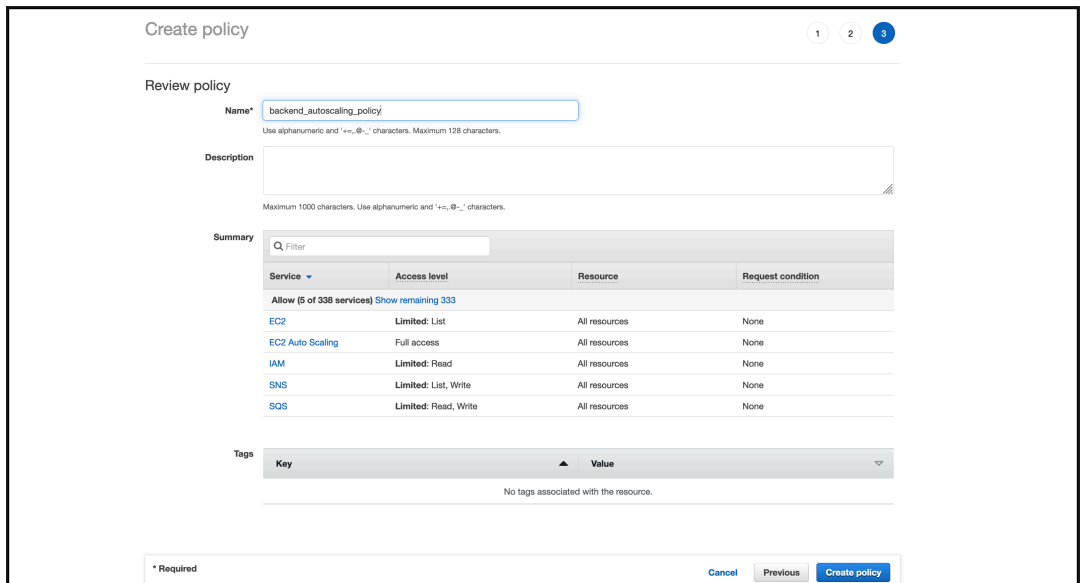 Create policy
1 2 3
Review policy
Name* backend_autoscaling_policy
Use alphanumeric and '+=,.@-_' characters. Maximum 128 characters.
Description
Maximum 1000 characters. Use alphanumeric and '+=,.@-_' characters.
Summary Filter
Service Access level Resource Request condition
Allow (5 of 338 services) Show remaining 333
EC2 Limited: List All resources None
EC2 Auto Scaling Full access All resources None
IAM Limited: Read All resources None
SNS Limited: List, Write All resources None
SQS Limited: Read, Write All resources None
Tags
Key Value
No tags associated with the resource.
* Required Cancel Previous Create policy